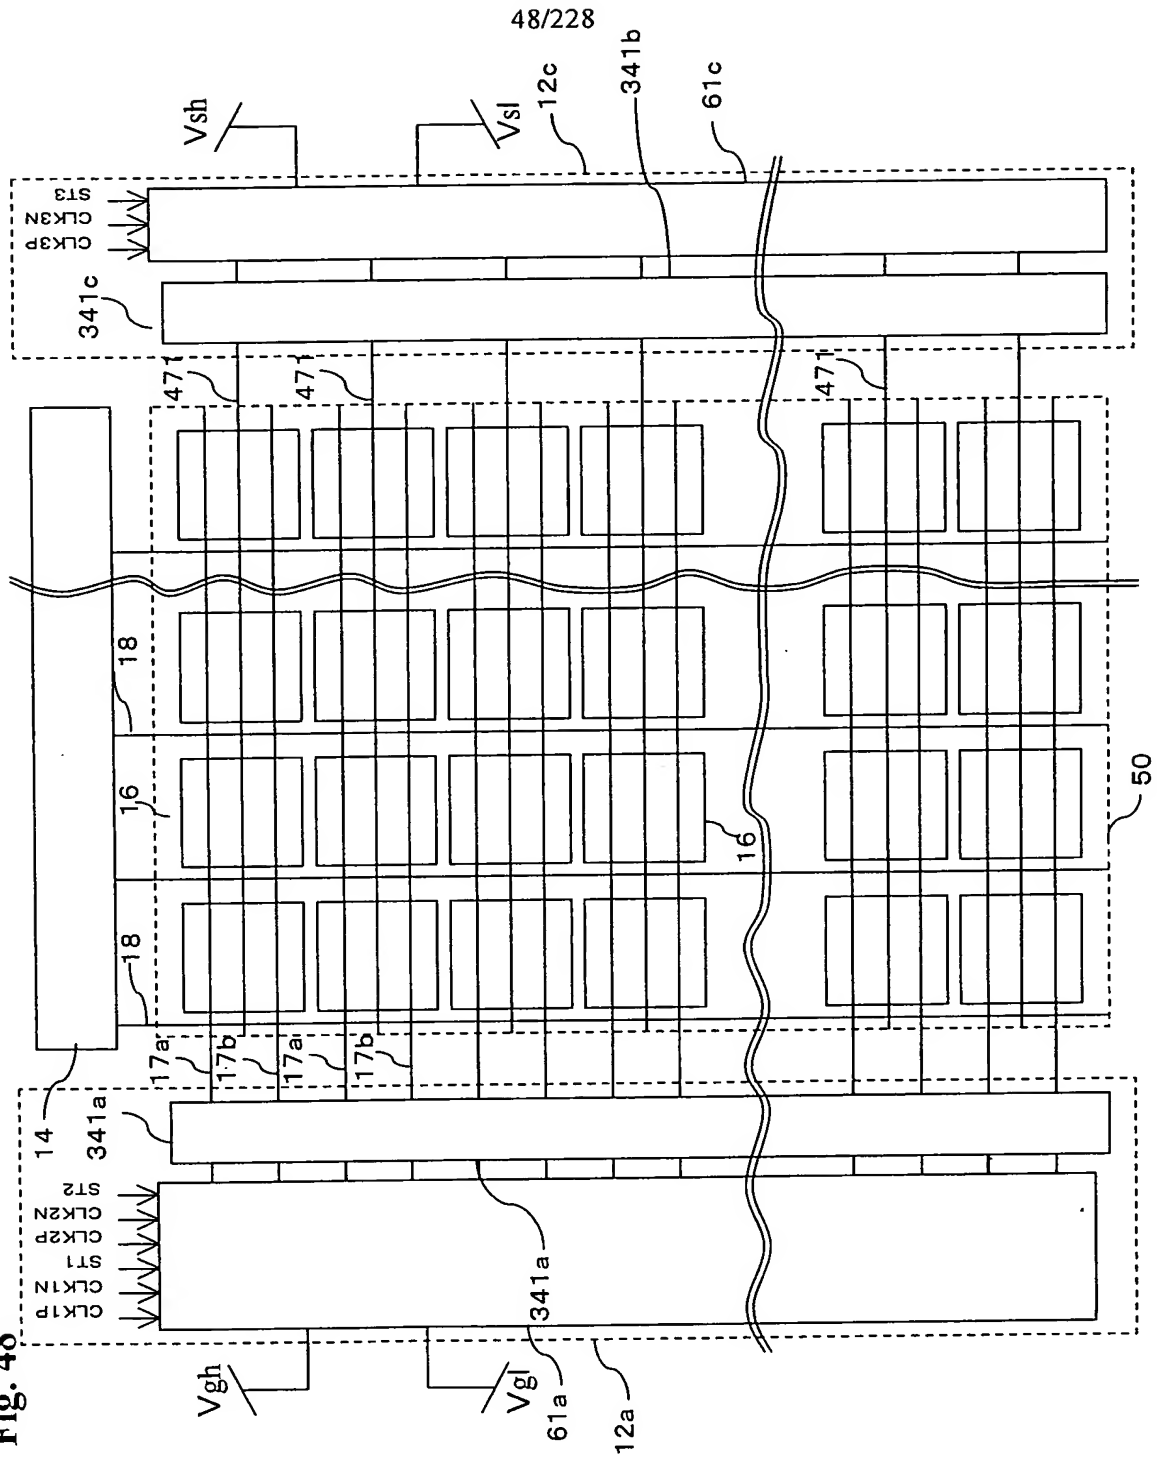 48/228
Fig. 48
Vsh
Vsl
12c
341b
61c
ST3
CLK3N
CLK3P
341c
471
471
471
18
16
16
18
50
14
17a
17b
17a
17b
341a
ST2
CLK2N
CLK2P
ST1
CLK1N
CLK1P
341a
Vgh
Vgl
61a
12a